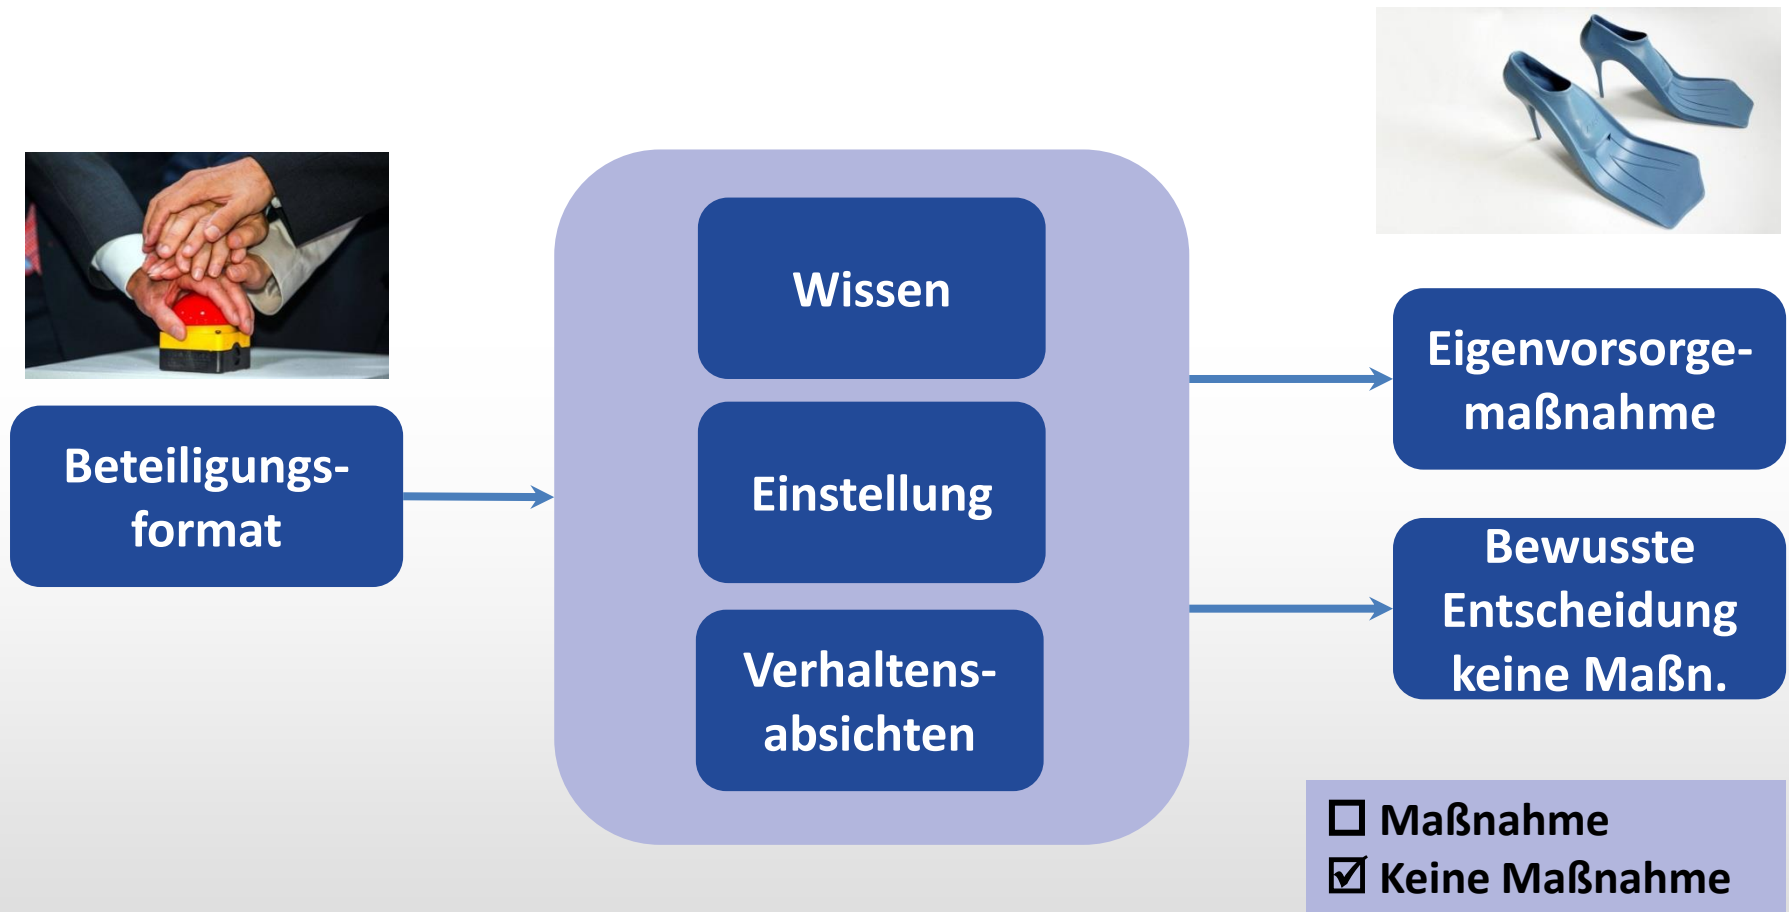 Beteiligungs-
format
Wissen
Einstellung
Verhaltens-
absichten
Eigenvorsorge-
maßnahme
Bewusste
Entscheidung
keine Maßn.
Maßnahme
Keine Maßnahme